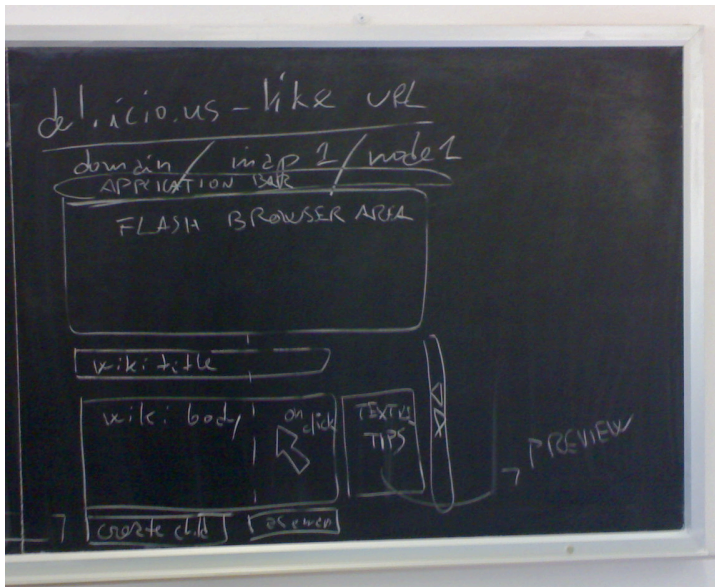 del.icio.us-like URL
domain / map 1 / node 1
APPLICATION BAR
FLASH BROWSER AREA
wiki title
wiki body
on click
TEXTILE
TIPS
PREVIEW
create child